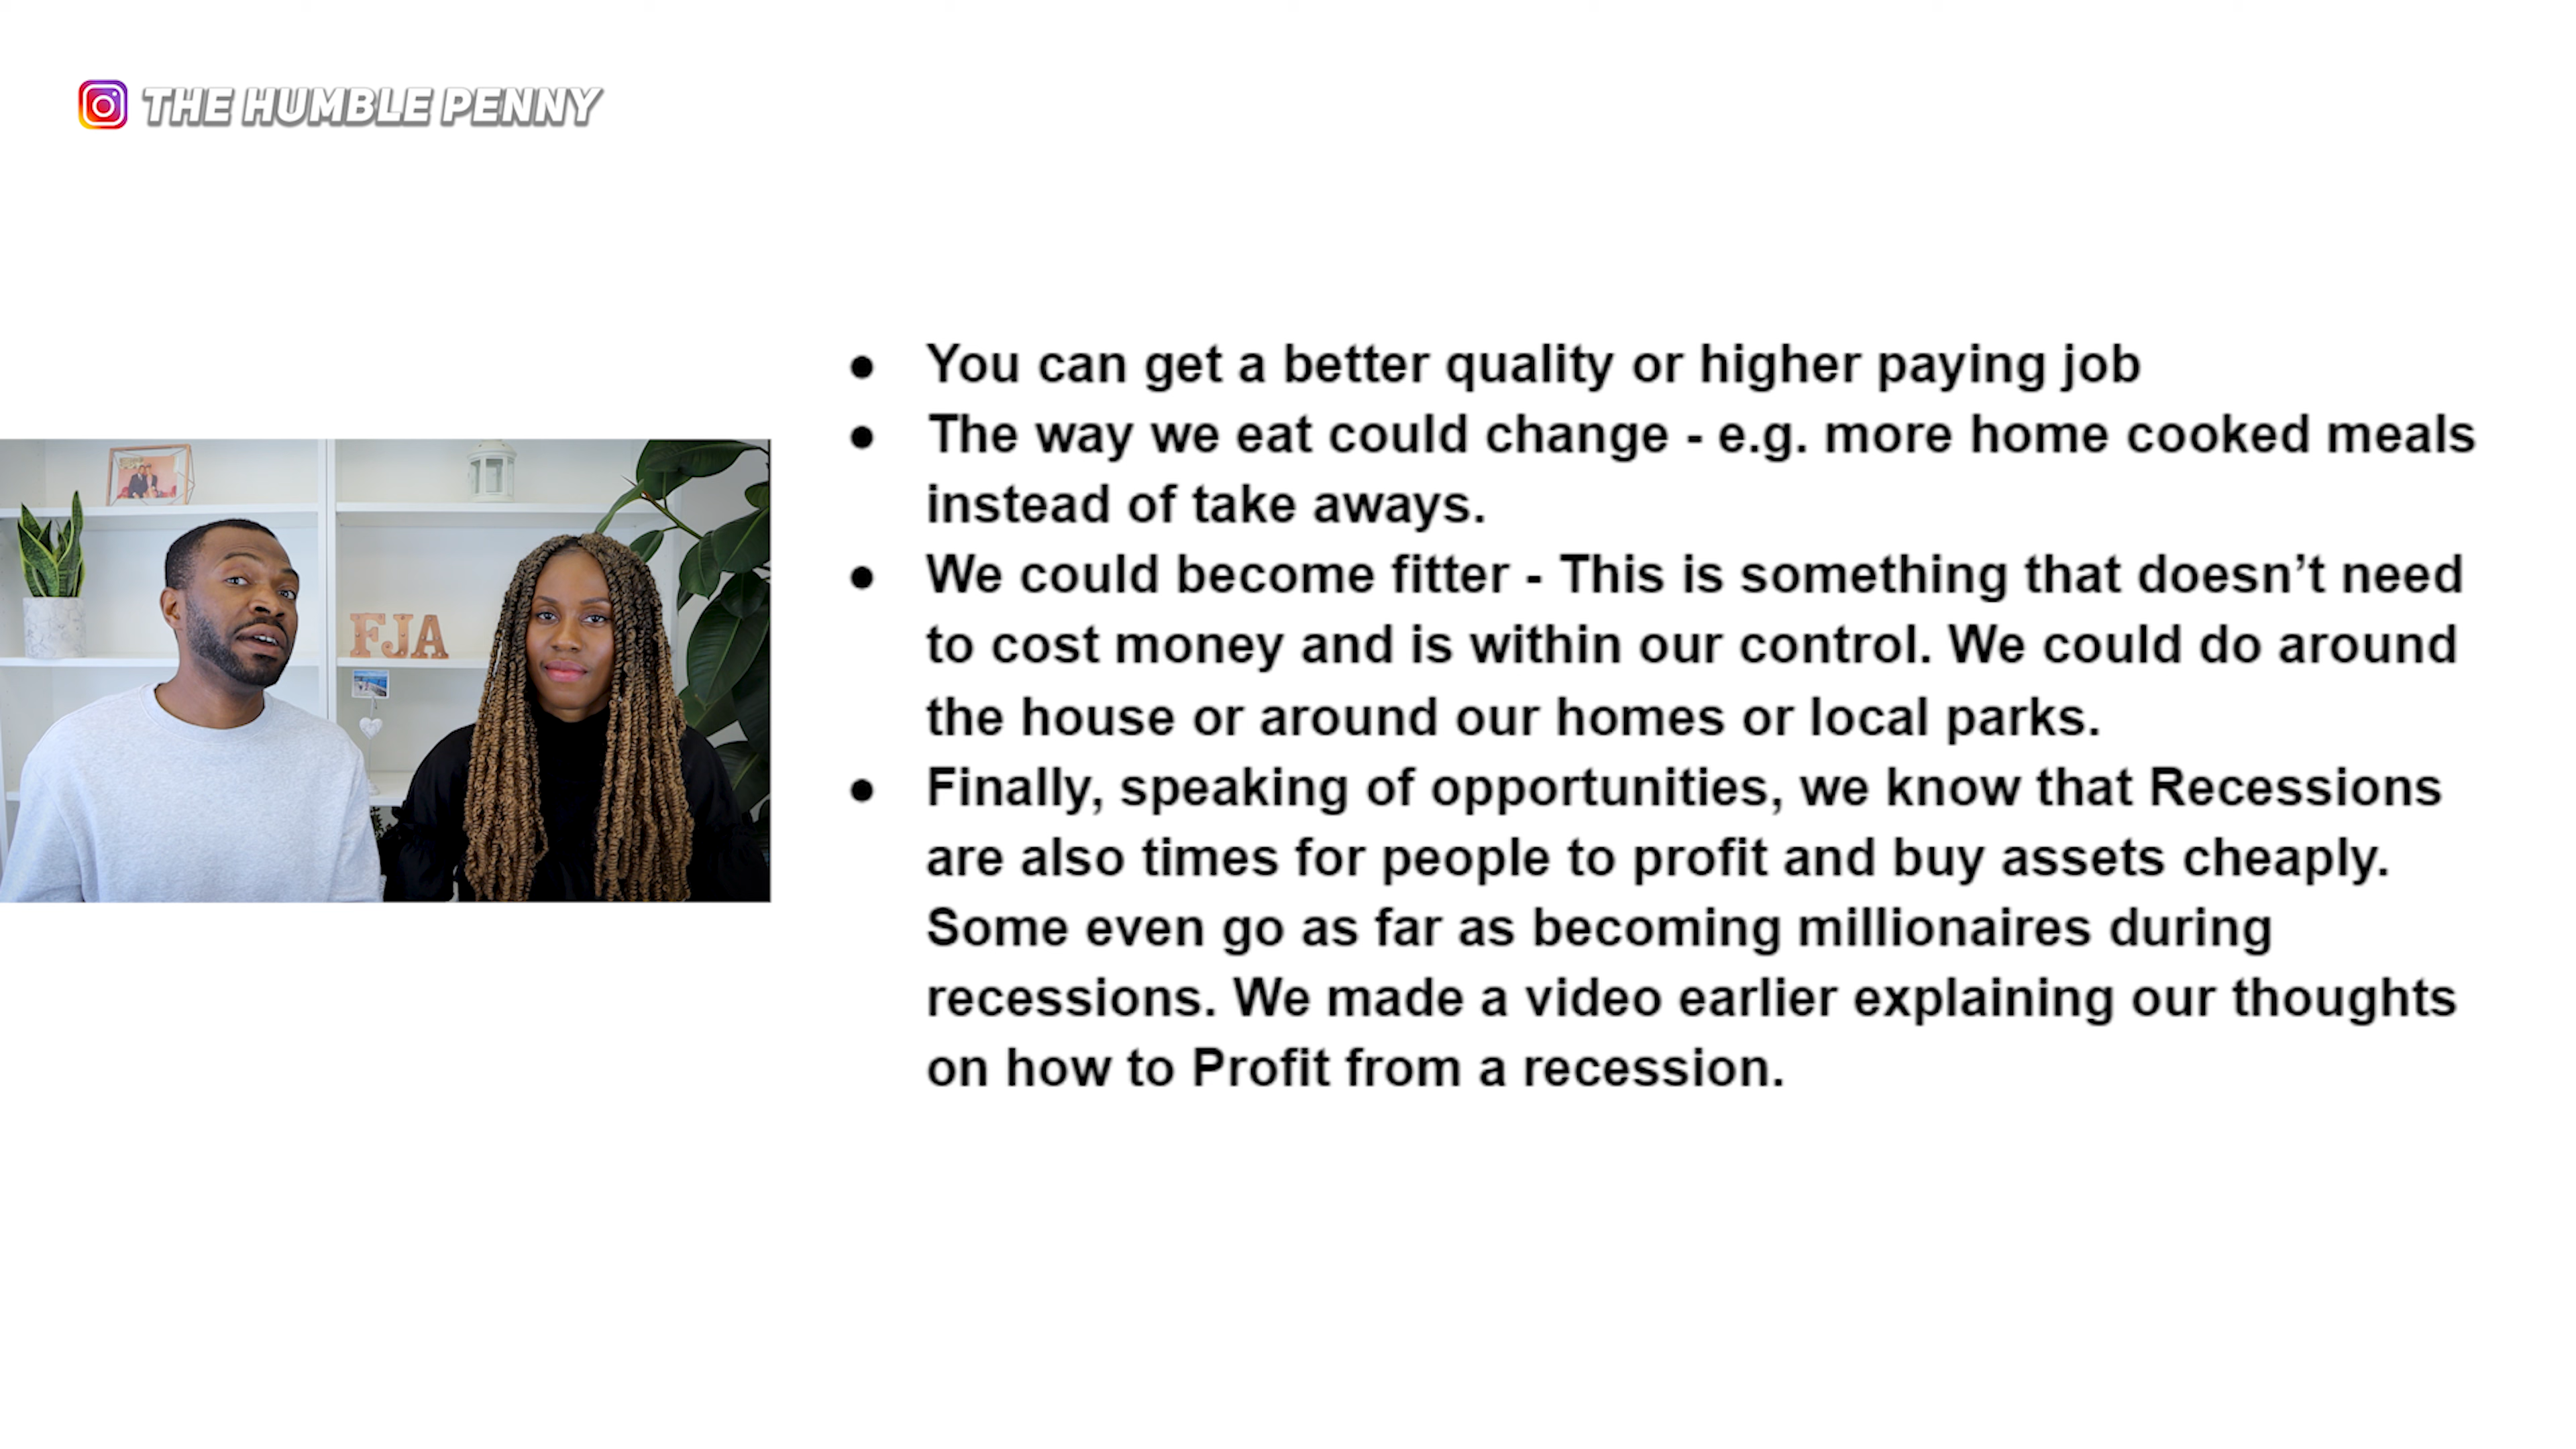 THE HUMBLE PENNY
● You can get a better quality or higher paying job
● The way we eat could change - e.g. more home cooked meals
instead of take aways.
● We could become fitter - This is something that doesn’t need
to cost money and is within our control. We could do around
the house or around our homes or local parks.
● Finally, speaking of opportunities, we know that Recessions
are also times for people to profit and buy assets cheaply.
Some even go as far as becoming millionaires during
recessions. We made a video earlier explaining our thoughts
on how to Profit from a recession.
FJA